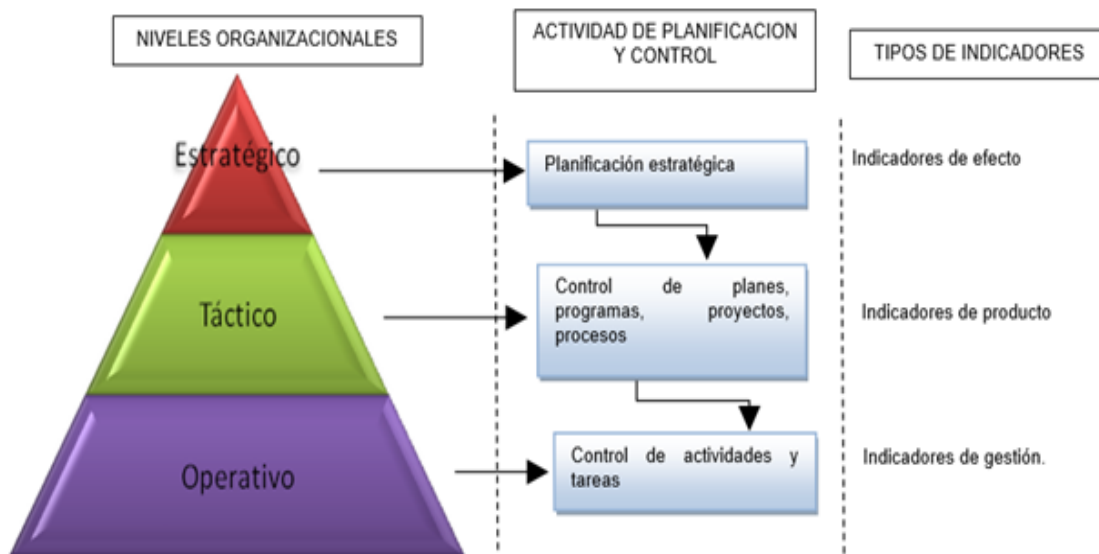 NIVELES ORGANIZACIONALES
ACTIVIDAD DE PLANIFICACION
Y CONTROL
TIPOS DE INDICADORES
Estratégico
Planificación estratégica
Indicadores de efecto
Táctico
Control de planes,
programas, proyectos,
procesos
Indicadores de producto
Operativo
Control de actividades y
tareas
Indicadores de gestión.